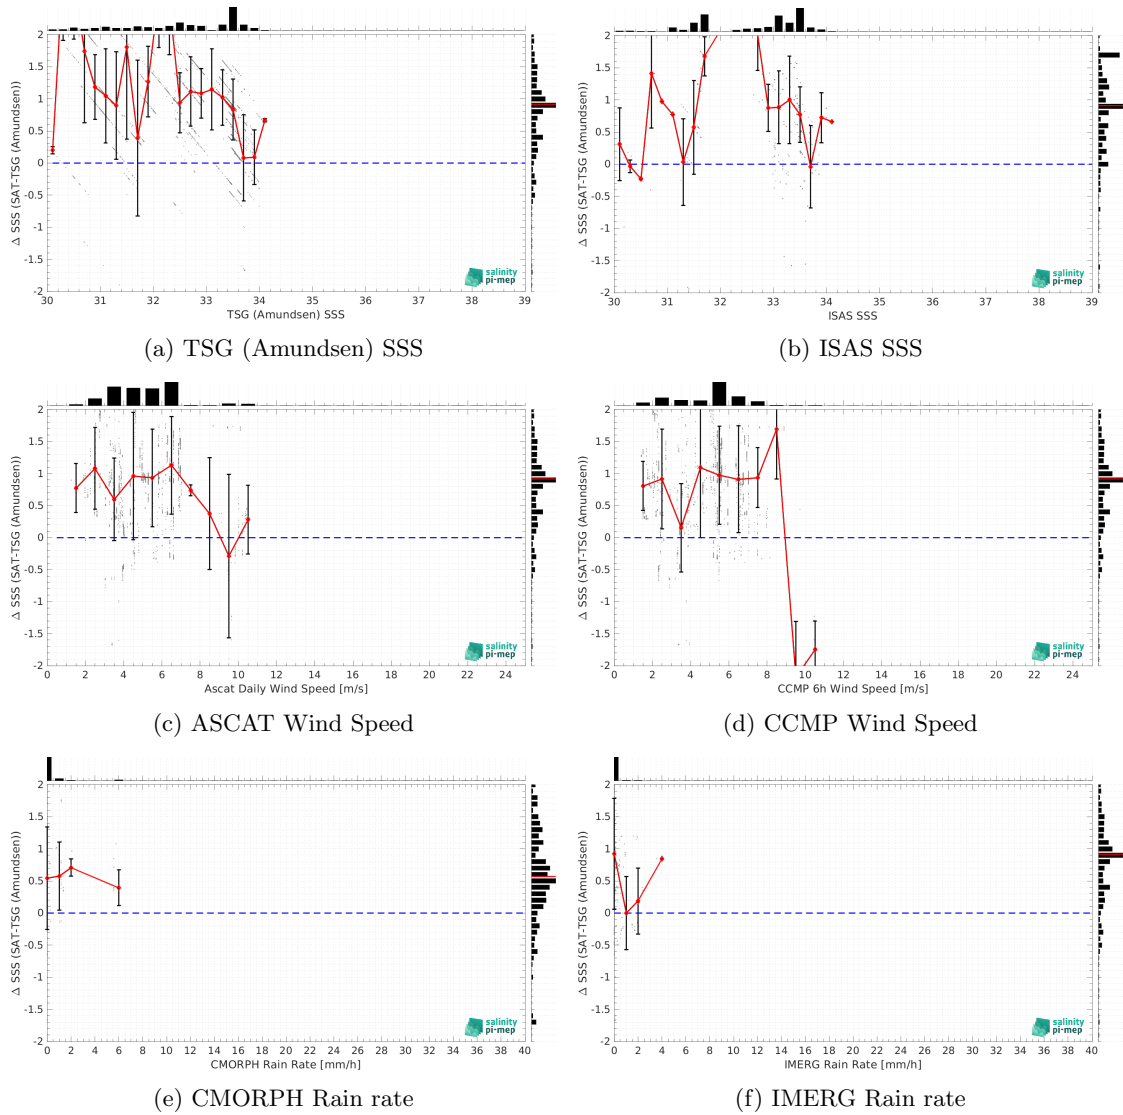 2
1.5
1
0.5
0
-0.5
-1
-1.5
-2
Δ SSS (SAT-TSG (Amundsen))
30 31 32 33 34 35 36 37 38 39
TSG (Amundsen) SSS
salinity
pi-mep
(a) TSG (Amundsen) SSS
2
1.5
1
0.5
0
-0.5
-1
-1.5
-2
Δ SSS (SAT-TSG (Amundsen))
30 31 32 33 34 35 36 37 38 39
ISAS SSS
salinity
pi-mep
(b) ISAS SSS
2
1.5
1
0.5
0
-0.5
-1
-1.5
-2
Δ SSS (SAT-TSG (Amundsen))
0 2 4 6 8 10 12 14 16 18 20 22 24
Ascat Daily Wind Speed [m/s]
salinity
pi-mep
(c) ASCAT Wind Speed
2
1.5
1
0.5
0
-0.5
-1
-1.5
-2
Δ SSS (SAT-TSG (Amundsen))
0 2 4 6 8 10 12 14 16 18 20 22 24
CCMP 6h Wind Speed [m/s]
salinity
pi-mep
(d) CCMP Wind Speed
2
1.5
1
0.5
0
-0.5
-1
-1.5
-2
Δ SSS (SAT-TSG (Amundsen))
0 2 4 6 8 10 12 14 16 18 20 22 24 26 28 30 32 34 36 38 40
CMORPH Rain Rate [mm/h]
salinity
pi-mep
(e) CMORPH Rain rate
2
1.5
1
0.5
0
-0.5
-1
-1.5
-2
Δ SSS (SAT-TSG (Amundsen))
0 2 4 6 8 10 12 14 16 18 20 22 24 26 28 30 32 34 36 38 40
IMERG Rain Rate [mm/h]
salinity
pi-mep
(f) IMERG Rain rate